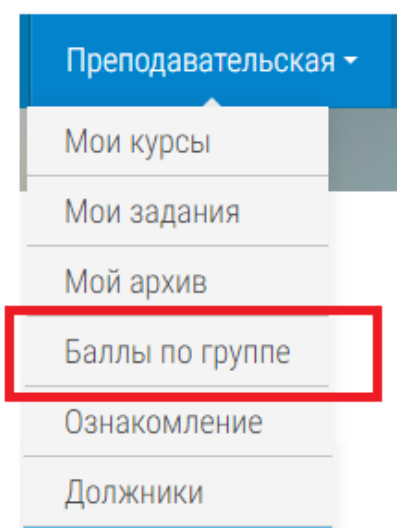 Преподавательская
Мои курсы
Мои задания
Мой архив
Баллы по группе
Ознакомление
Должники